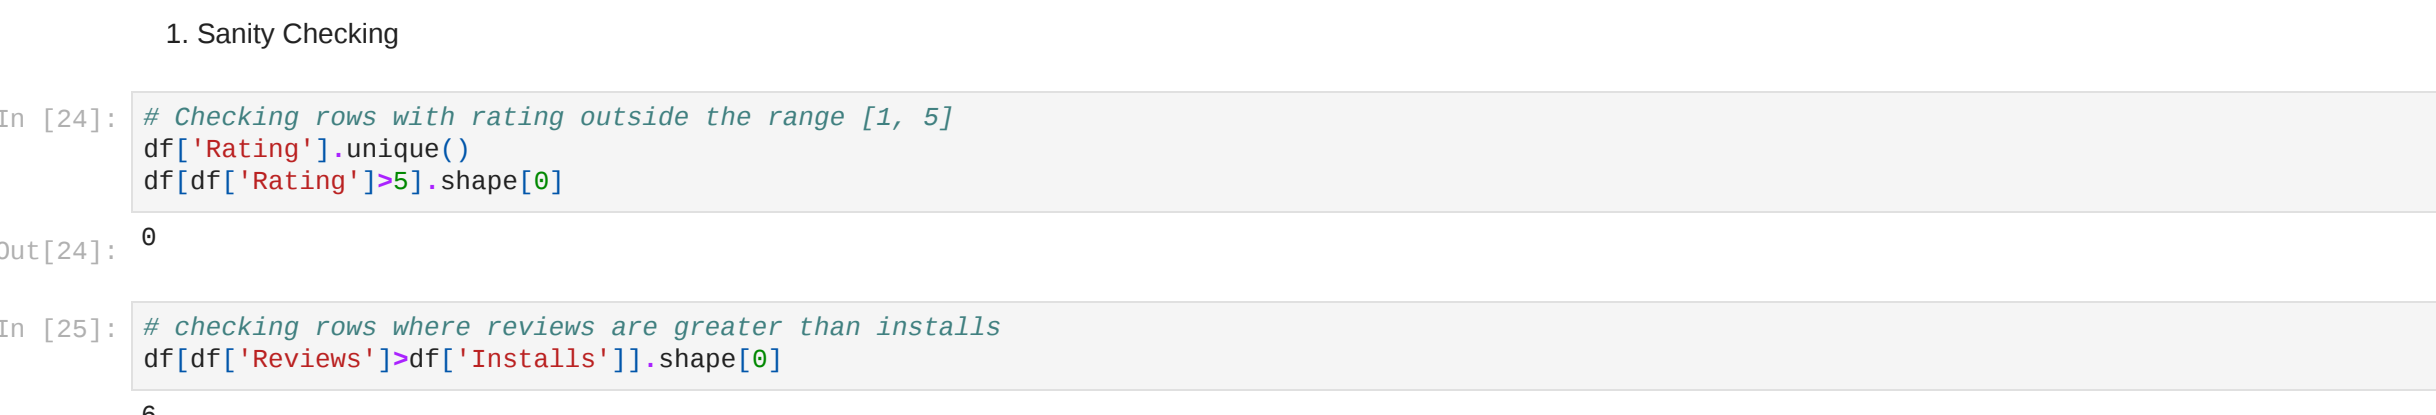 1. Sanity Checking
In [24]:
# Checking rows with rating outside the range [1, 5]
df['Rating'].unique()
df[df['Rating']>5].shape[0]
Out[24]:
0
In [25]:
# checking rows where reviews are greater than installs
df[df['Reviews']>df['Installs']].shape[0]
6